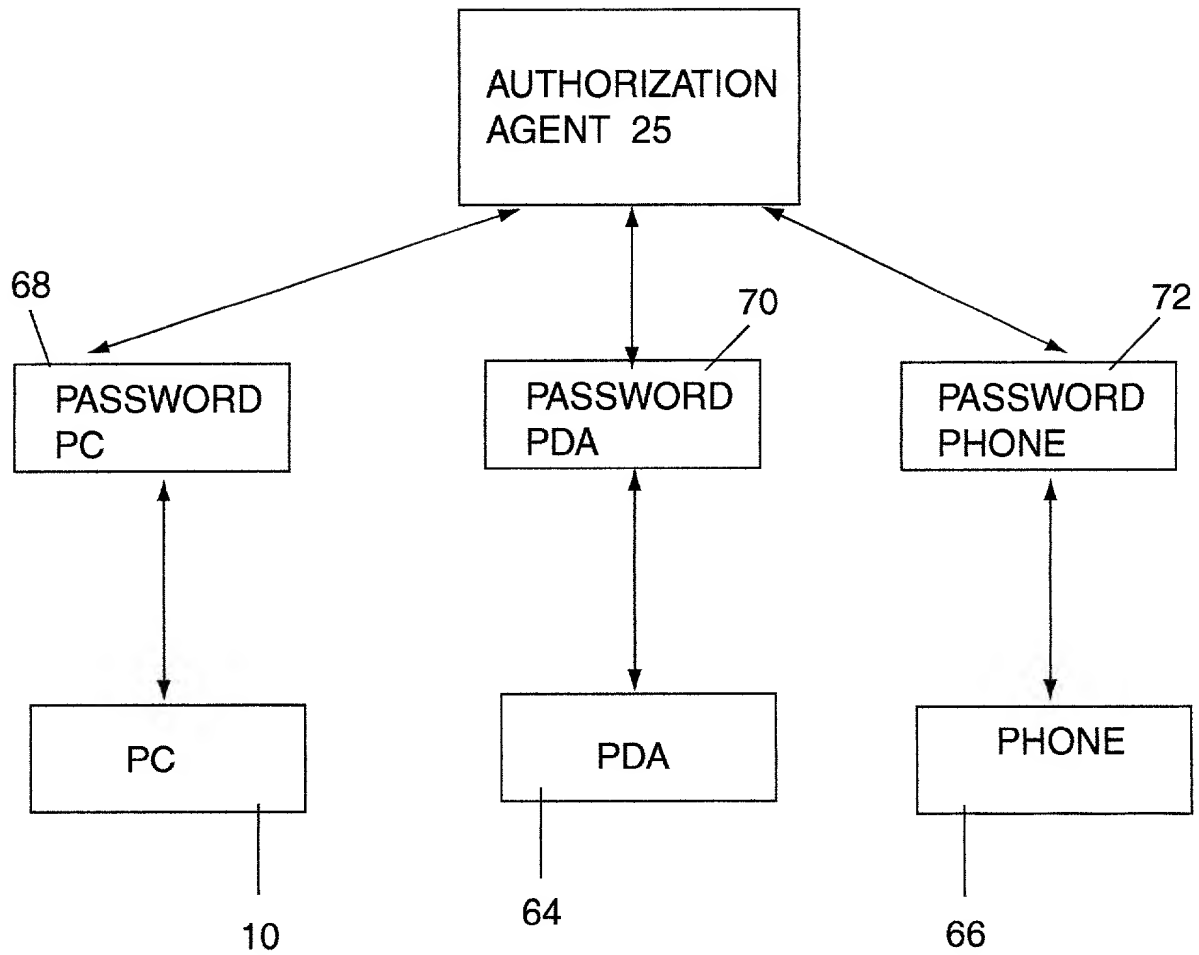 AUTHORIZATION
AGENT 25
68
70
72
PASSWORD
PC
PASSWORD
PDA
PASSWORD
PHONE
PC
PDA
PHONE
10
64
66